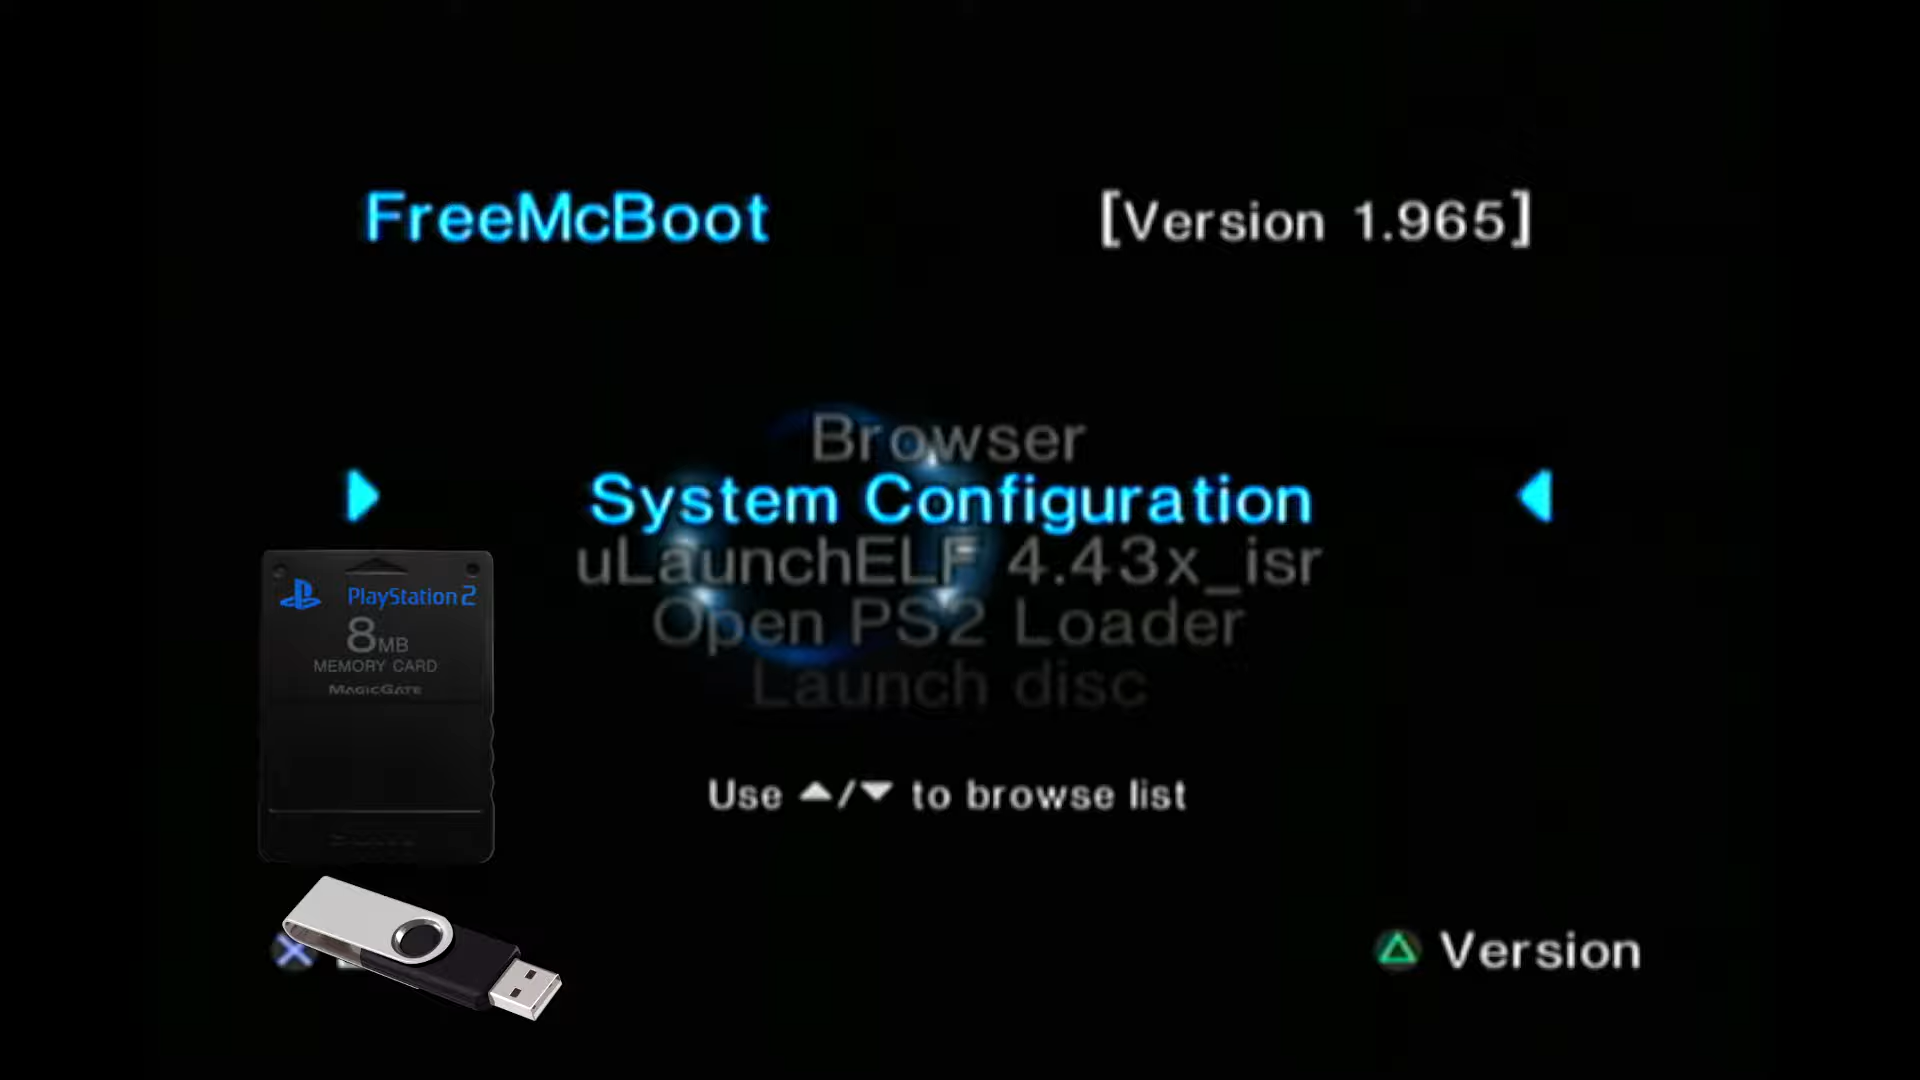 FreeMcBoot
[Version 1.965]
Browser
System Configuration
uLaunchELF 4.43x_isr
Open PS2 Loader
Launch disc
PlayStation 2
8MB
MEMORY CARD
MAGICGATE
Use ▲/▼ to browse list
Version